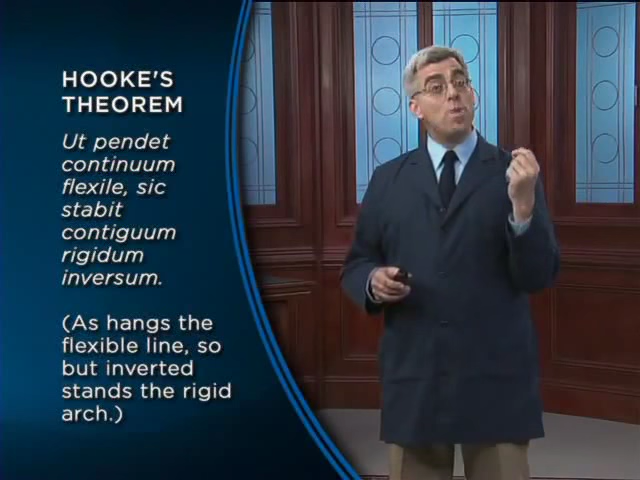 HOOKE'S
THEOREM
Ut pendet
continuum
flexile, sic
stabit
contiguum
rigidum
inversum.
(As hangs the
flexible line, so
but inverted
stands the rigid
arch.)